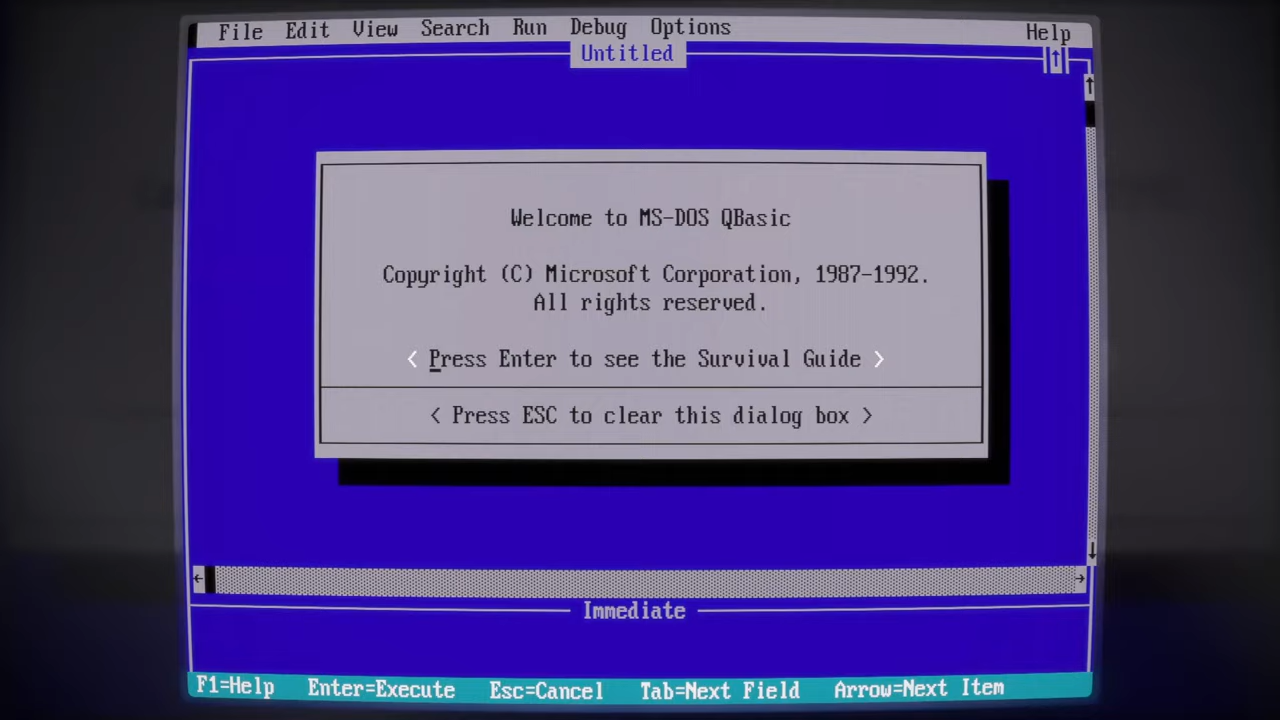 File Edit View Search Run Debug Options Help
Untitled
Welcome to MS-DOS QBasic
Copyright (C) Microsoft Corporation, 1987-1992.
All rights reserved.
< Press Enter to see the Survival Guide >
< Press ESC to clear this dialog box >
Immediate
F1=Help Enter=Execute Esc=Cancel Tab=Next Field Arrow=Next Item